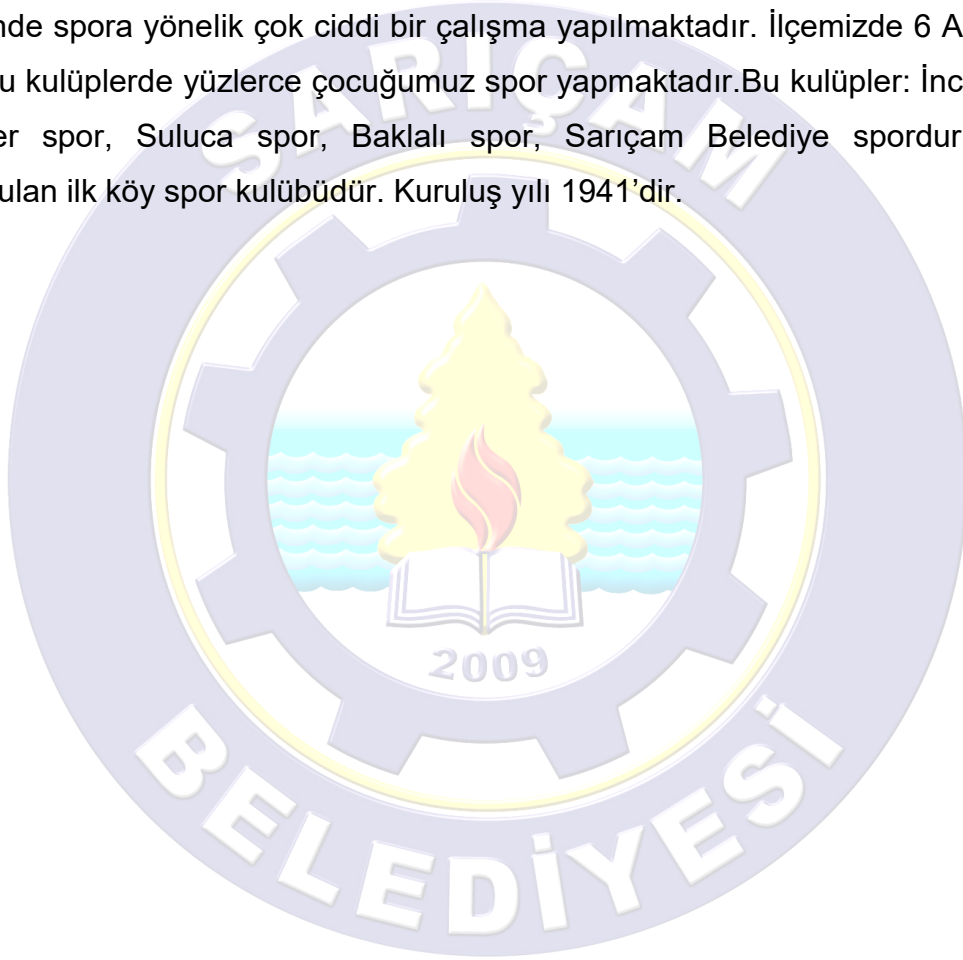 nde spora yönelik çok ciddi bir çalışma yapılmaktadır. İlçemizde 6 A
u kulüplerde yüzlerce çocuğumuz spor yapmaktadır.Bu kulüpler: İnc
er spor, Suluca spor, Baklalı spor, Sarıçam Belediye spordur
ulan ilk köy spor kulübüdür. Kuruluş yılı 1941’dir.
SARIÇAM
2009
BELEDİYESİ